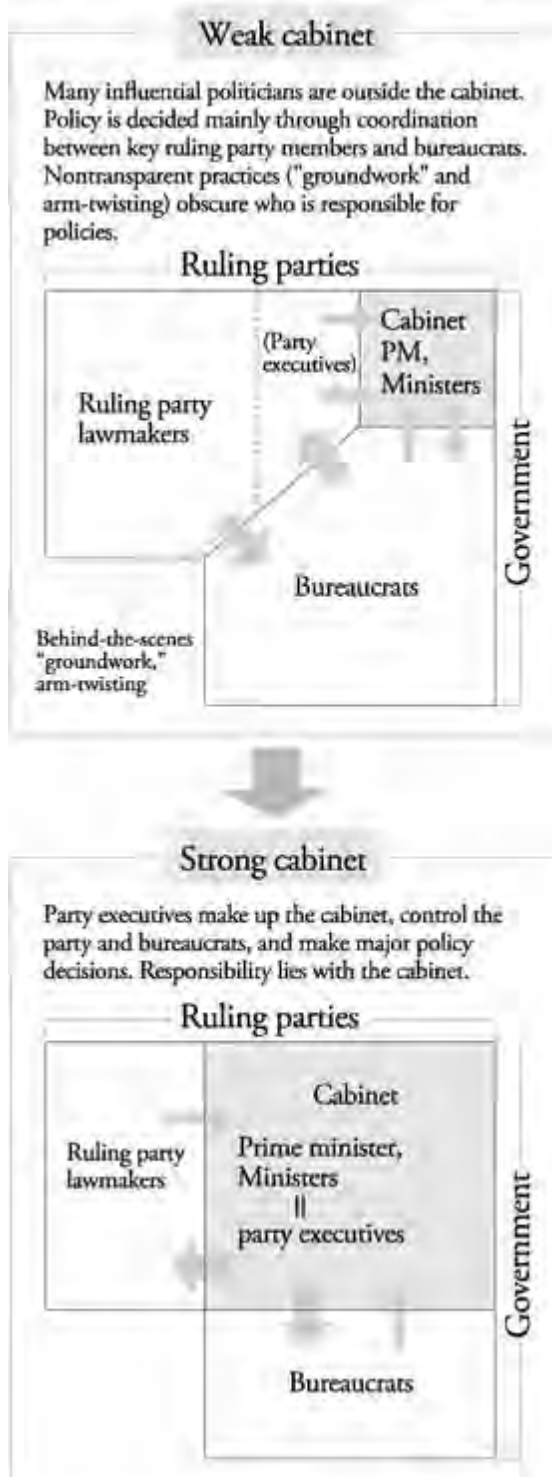 Weak cabinet
Many influential politicians are outside the cabinet.
Policy is decided mainly through coordination
between key ruling party members and bureaucrats.
Nontransparent practices ("groundwork" and
arm-twisting) obscure who is responsible for
policies.
Ruling parties
Cabinet
PM,
Ministers
(Party
executives)
Ruling party
lawmakers
Government
Bureaucrats
Behind-the-scenes
"groundwork,"
arm-twisting
Strong cabinet
Party executives make up the cabinet, control the
party and bureaucrats, and make major policy
decisions. Responsibility lies with the cabinet.
Ruling parties
Cabinet
Ruling party
lawmakers
Prime minister,
Ministers
||
party executives
Government
Bureaucrats